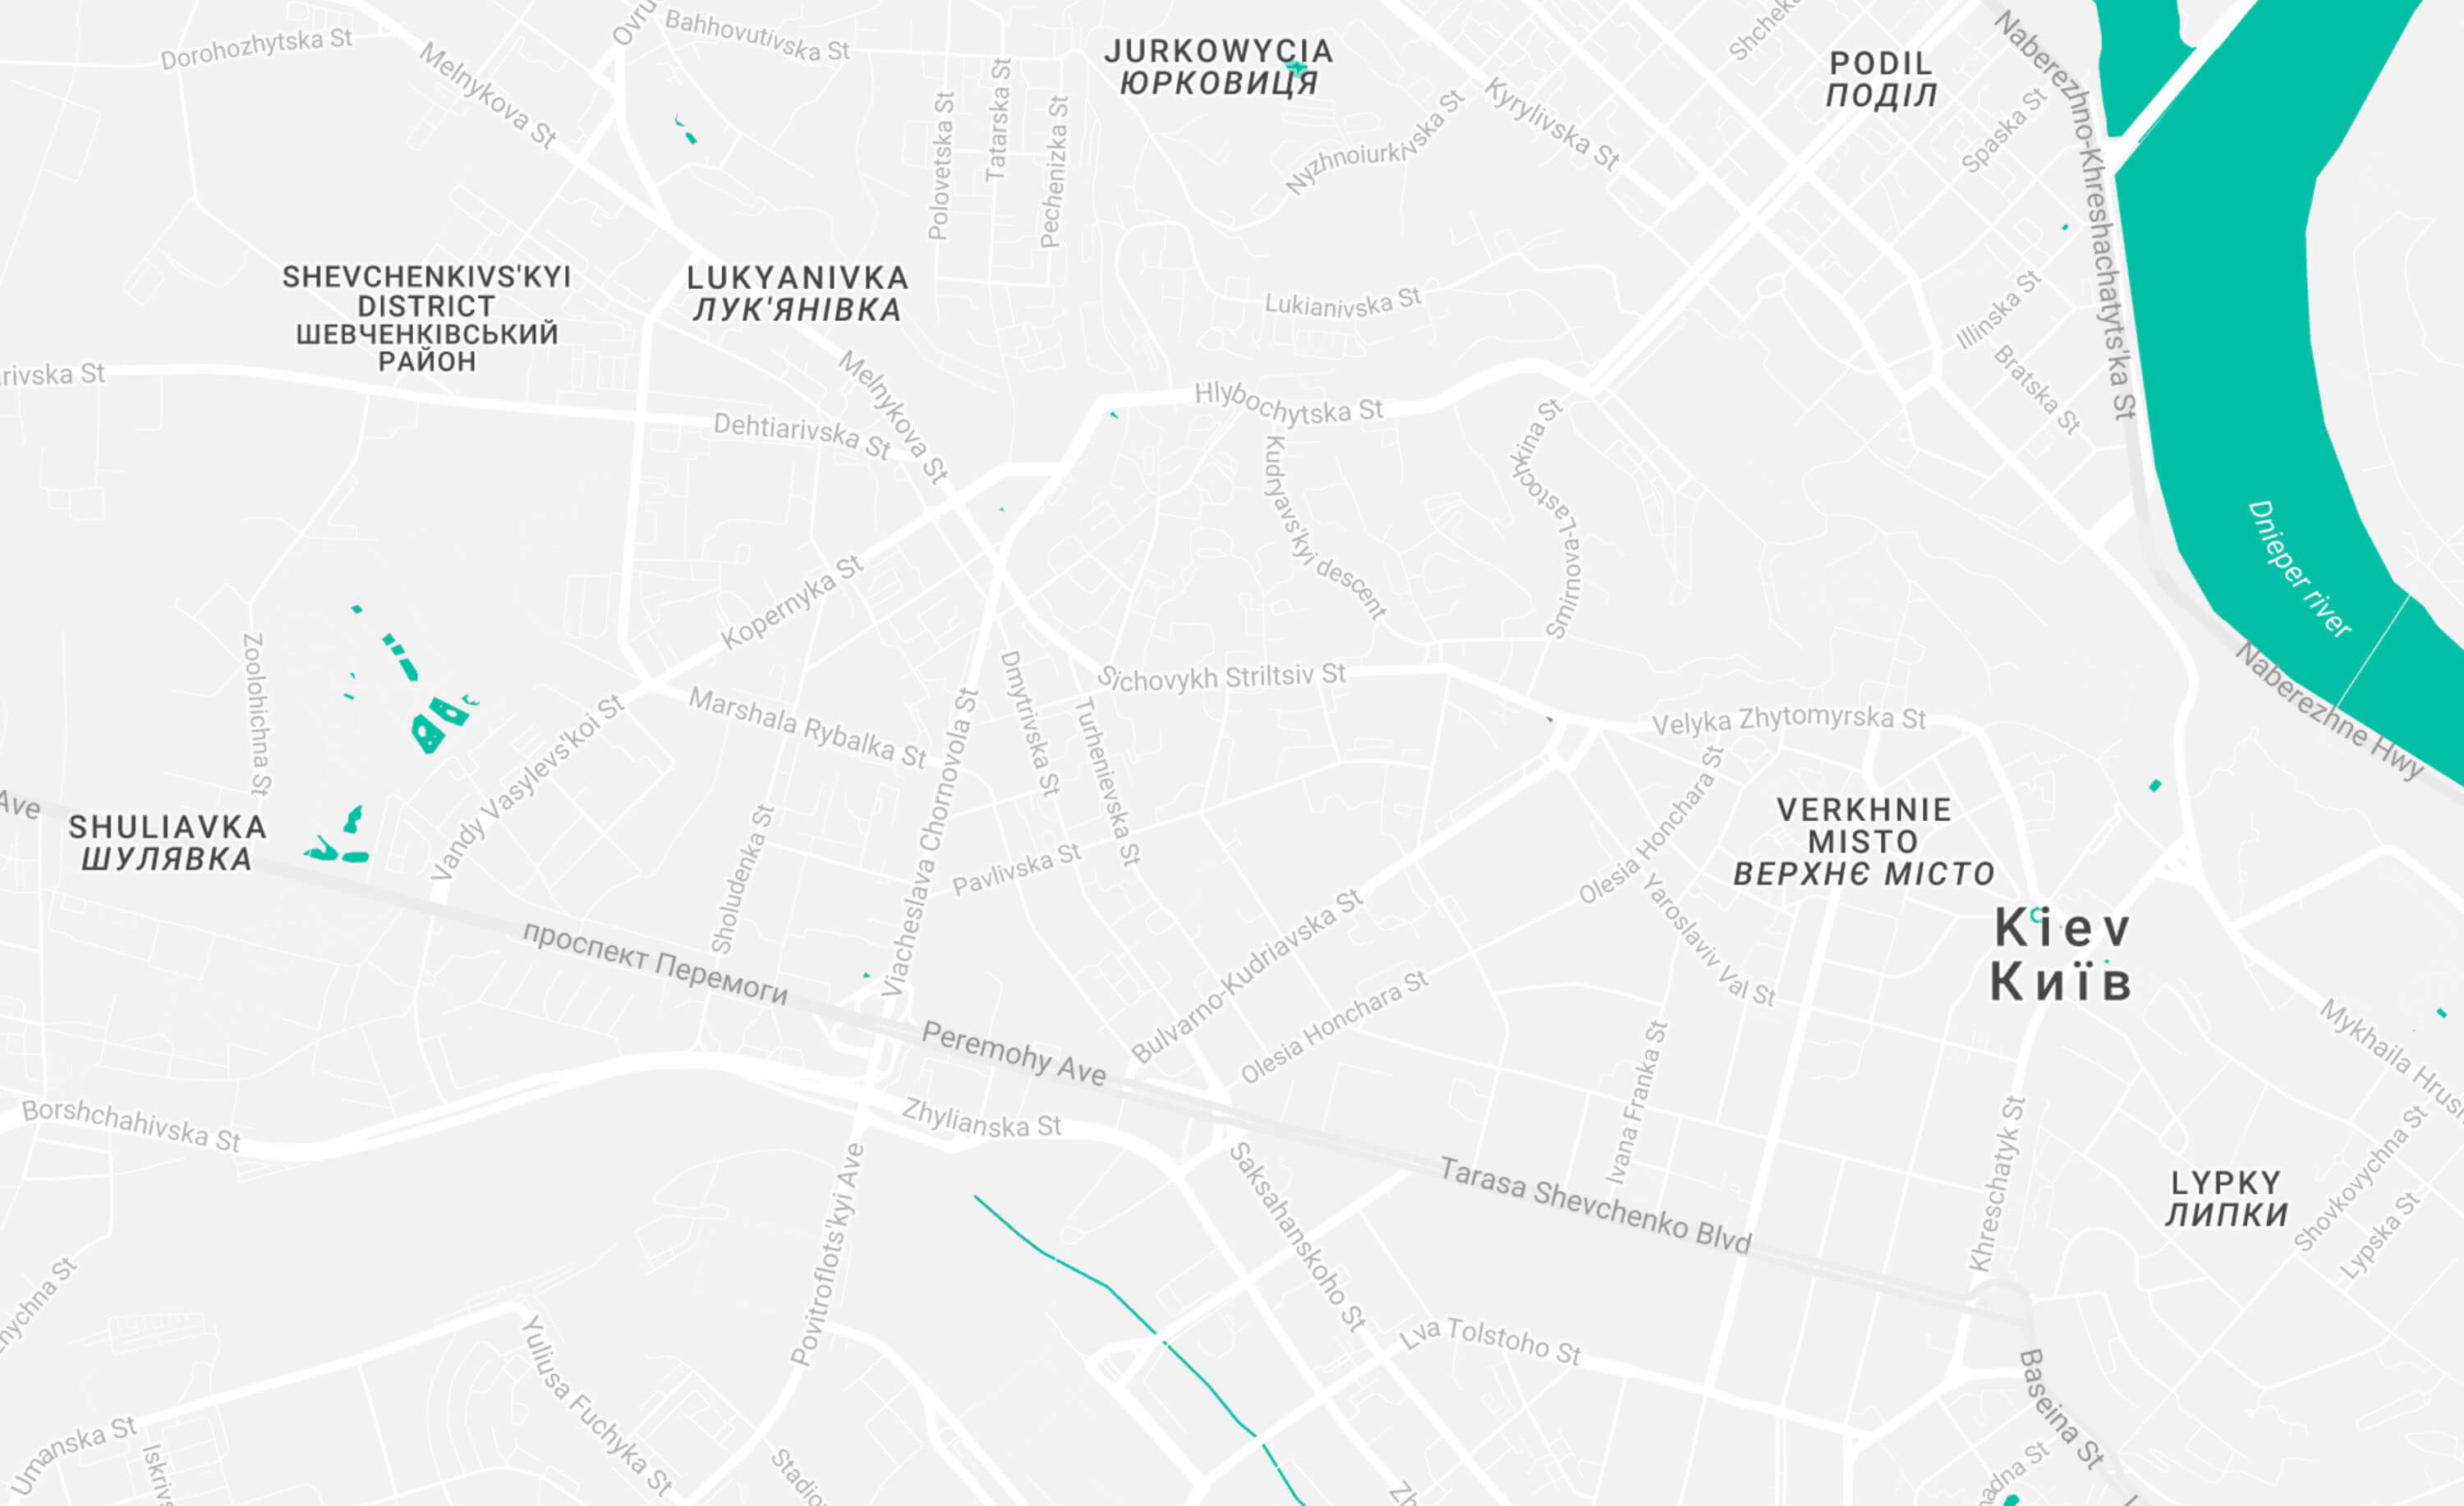 Dorohozhytska St
Melnykova St
Bahhovutivska St
Polovetska St
Tatarska St
Pechenizka St
JURKOWYCIA
ЮРКОВИЦЯ
Nyzhnoiurkivska St
Kyrylivska St
PODIL
ПОДІЛ
Spaska St
Naberezhno-Khreshachatyts'ka St
SHEVCHENKIVS'KYI
DISTRICT
ШЕВЧЕНКІВСЬКИЙ
РАЙОН
LUKYANIVKA
ЛУК'ЯНІВКА
Lukianivska St
Illinska St
Bratska St
rivska St
Melnykova St
Dehtiarivska St
Hlybochytska St
Kudryavs'kyi descent
Smirnova-Lastochkina St
Dnieper river
Kopernyka St
Zoolohichna St
Vandy Vasylevs'koi St
Marshala Rybalka St
Dmytrivska St
Turhenievska St
Sichovykh Striltsiv St
Velyka Zhytomyrska St
Naberezhne Hwy
Ave
SHULIAVKA
ШУЛЯВКА
Sholudenka St
Viacheslava Chornovola St
Pavlivska St
Olesia Honchara St
VERKHNIE
MISTO
ВЕРХНЄ МІСТО
Kiev
Київ
Yaroslaviv Val St
Bulvarno-Kudriavska St
Olesia Honchara St
проспект Перемоги
Peremohy Ave
Mykhaila Hrush
Ivana Franka St
Khreschatyk St
Borshchahivska St
Zhylianska St
Saksahanskoho St
Tarasa Shevchenko Blvd
LYPKY
ЛИПКИ
Shovkovychna St
Lypska St
Povitroflots'kyi Ave
Yuliusa Fuchyka St
Lva Tolstoho St
Baseina St
Umanska St